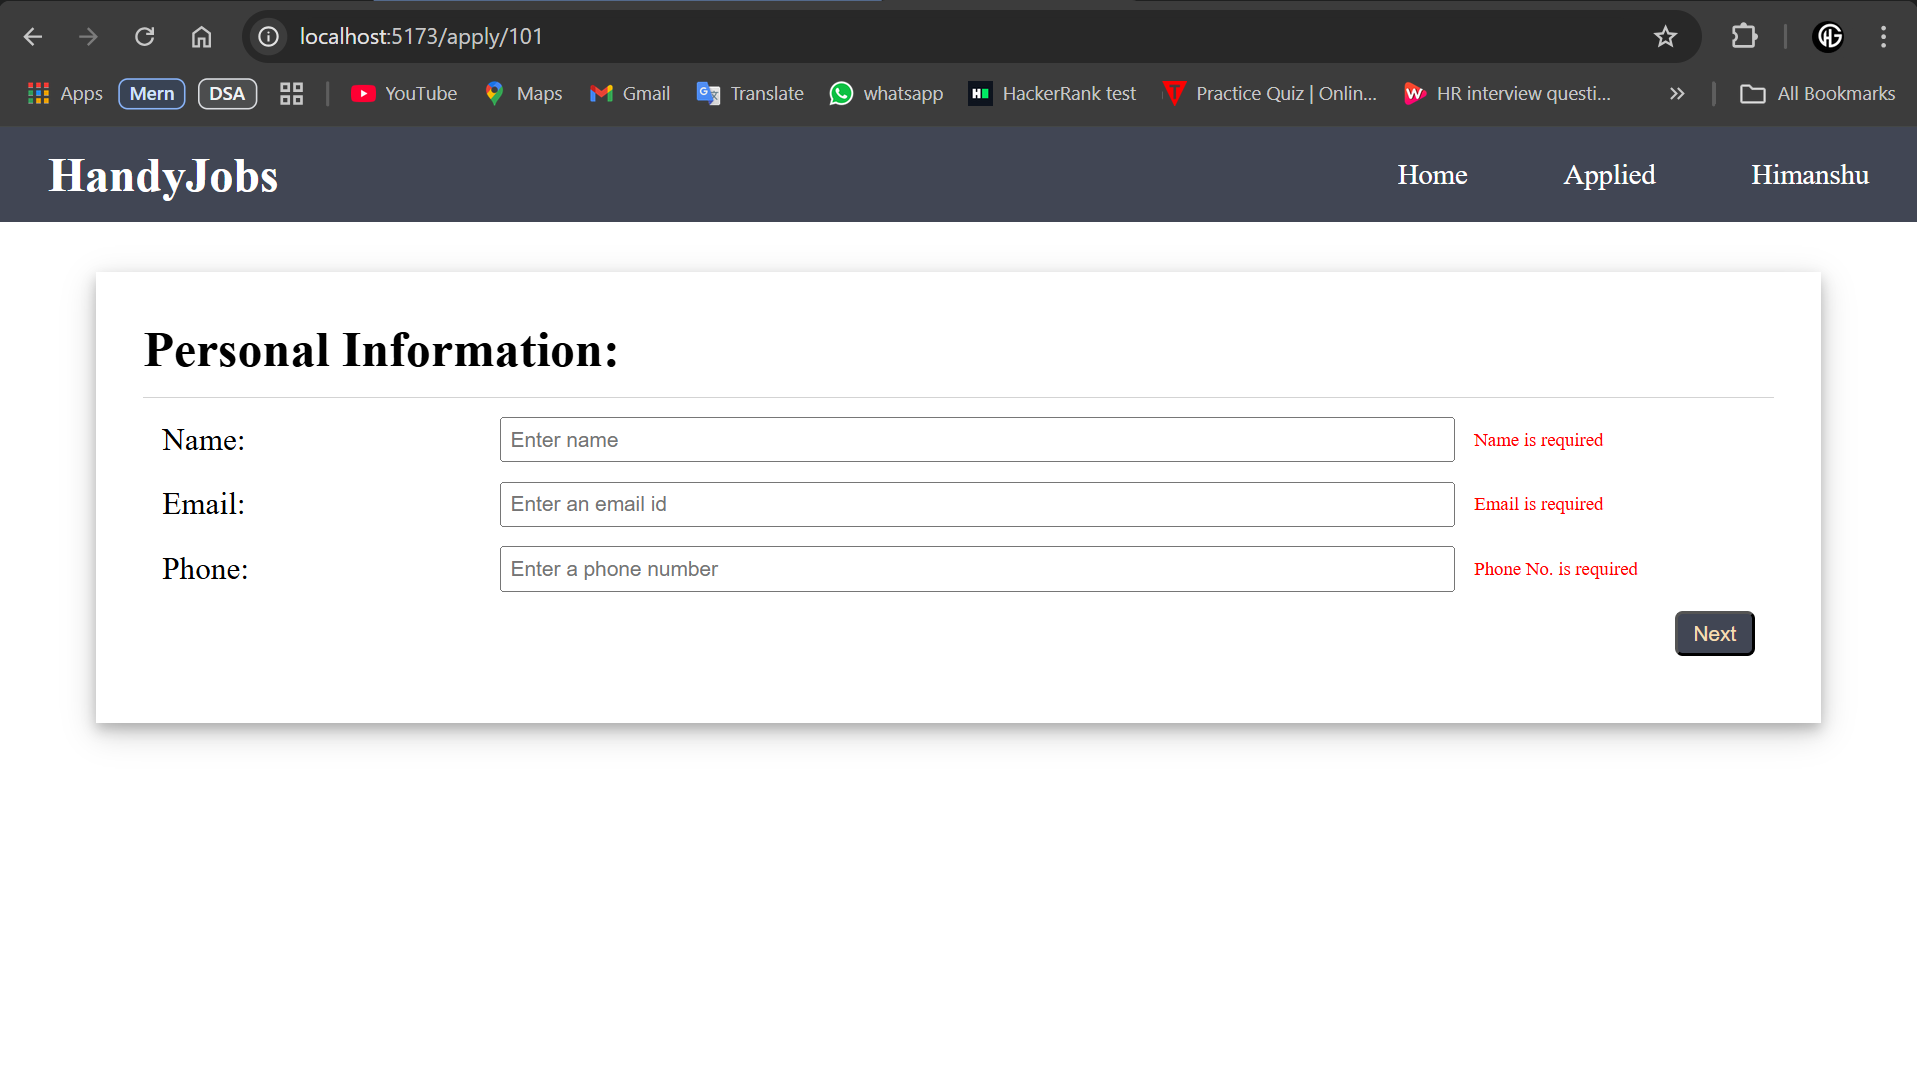 localhost:5173/apply/101
Apps Mern DSA YouTube Maps Gmail Translate whatsapp HackerRank test Practice Quiz | Onlin... HR interview questi... All Bookmarks
HandyJobs Home Applied Himanshu
Personal Information:
Name: Enter name Name is required
Email: Enter an email id Email is required
Phone: Enter a phone number Phone No. is required
Next